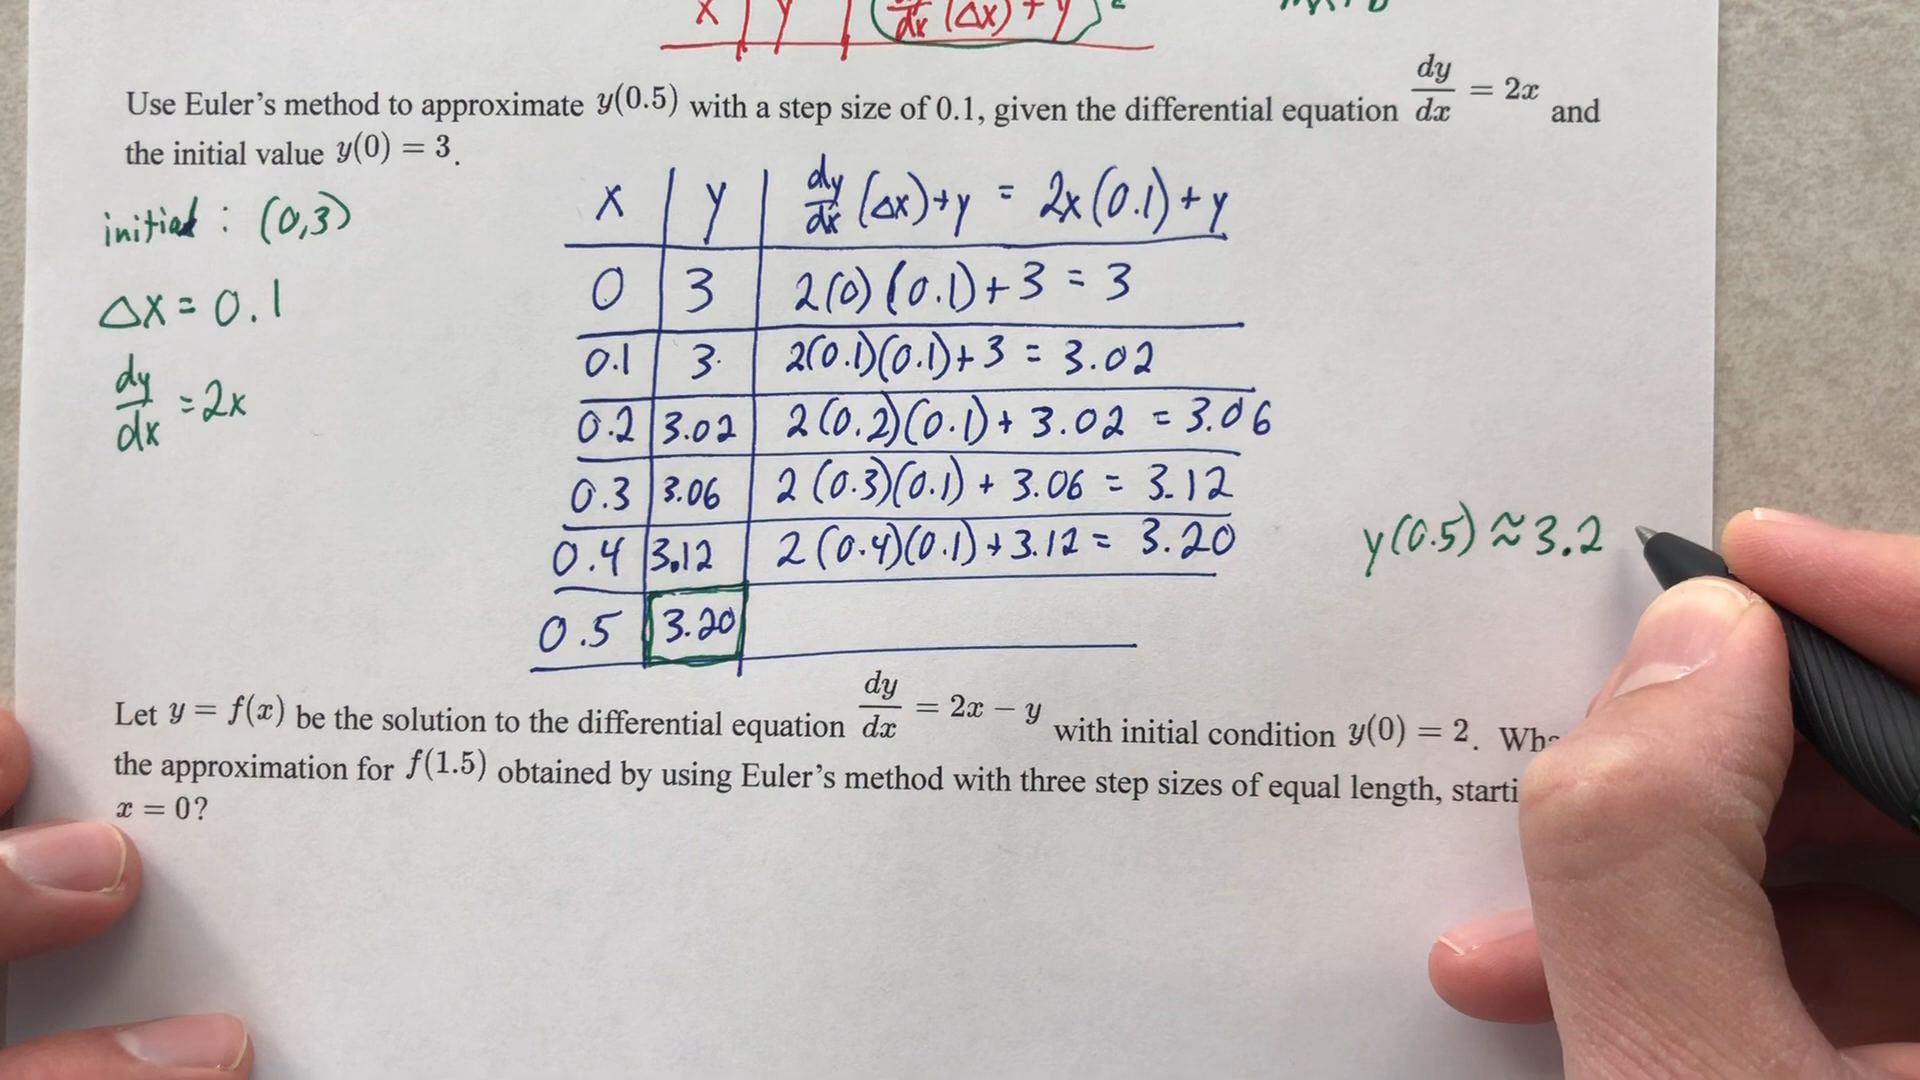 x y dy/dx (Δx) + y
Use Euler's method to approximate y(0.5) with a step size of 0.1, given the differential equation dy/dx = 2x and
the initial value y(0) = 3.
initial : (0,3)
Δx = 0.1
dy/dx = 2x
x y dy/dx (Δx)+y = 2x(0.1)+y
0 3 2(0)(0.1)+3 = 3
0.1 3. 2(0.1)(0.1)+3 = 3.02
0.2 3.02 2(0.2)(0.1)+3.02 = 3.06
0.3 3.06 2(0.3)(0.1)+3.06 = 3.12
0.4 3.12 2(0.4)(0.1)+3.12 = 3.20
0.5 3.20
y(0.5) ≈ 3.2
Let y = f(x) be the solution to the differential equation dy/dx = 2x − y with initial condition y(0) = 2.
the approximation for f(1.5) obtained by using Euler's method with three step sizes of equal length, starti
x = 0?